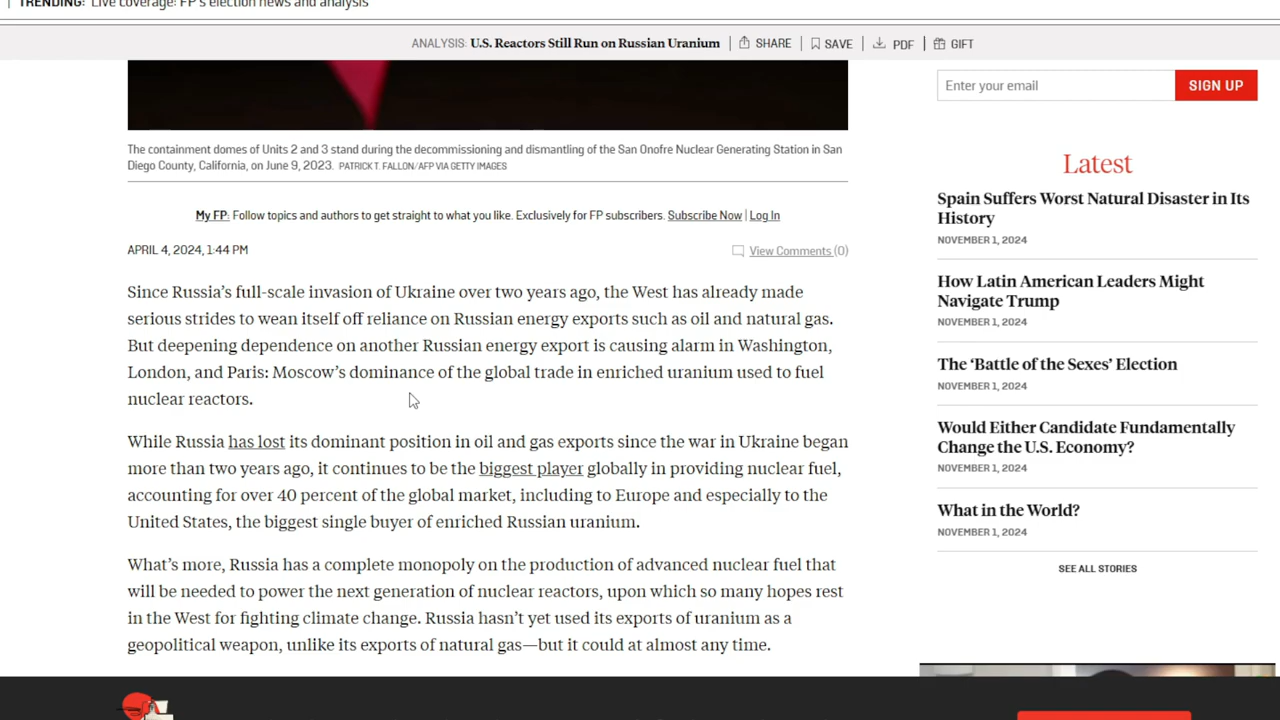 TRENDING: Live coverage: FP's election news and analysis
ANALYSIS: U.S. Reactors Still Run on Russian Uranium | SHARE | SAVE | PDF | GIFT
Enter your email SIGN UP
The containment domes of Units 2 and 3 stand during the decommissioning and dismantling of the San Onofre Nuclear Generating Station in San
Diego County, California, on June 9, 2023. PATRICK T. FALLON/AFP VIA GETTY IMAGES
My FP: Follow topics and authors to get straight to what you like. Exclusively for FP subscribers. Subscribe Now | Log In
APRIL 4, 2024, 1:44 PM
View Comments (0)
Since Russia’s full-scale invasion of Ukraine over two years ago, the West has already made
serious strides to wean itself off reliance on Russian energy exports such as oil and natural gas.
But deepening dependence on another Russian energy export is causing alarm in Washington,
London, and Paris: Moscow’s dominance of the global trade in enriched uranium used to fuel
nuclear reactors.
While Russia has lost its dominant position in oil and gas exports since the war in Ukraine began
more than two years ago, it continues to be the biggest player globally in providing nuclear fuel,
accounting for over 40 percent of the global market, including to Europe and especially to the
United States, the biggest single buyer of enriched Russian uranium.
What’s more, Russia has a complete monopoly on the production of advanced nuclear fuel that
will be needed to power the next generation of nuclear reactors, upon which so many hopes rest
in the West for fighting climate change. Russia hasn’t yet used its exports of uranium as a
geopolitical weapon, unlike its exports of natural gas—but it could at almost any time.
Latest
Spain Suffers Worst Natural Disaster in Its
History
NOVEMBER 1, 2024
How Latin American Leaders Might
Navigate Trump
NOVEMBER 1, 2024
The ‘Battle of the Sexes’ Election
NOVEMBER 1, 2024
Would Either Candidate Fundamentally
Change the U.S. Economy?
NOVEMBER 1, 2024
What in the World?
NOVEMBER 1, 2024
SEE ALL STORIES